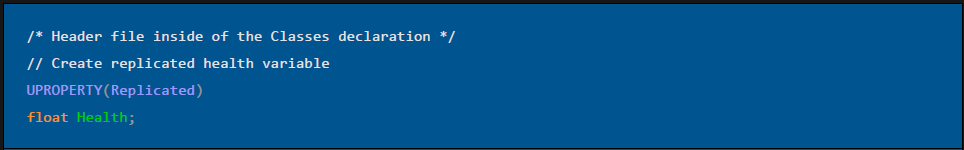 /* Header file inside of the Classes declaration */
// Create replicated health variable
UPROPERTY(Replicated)
float Health;